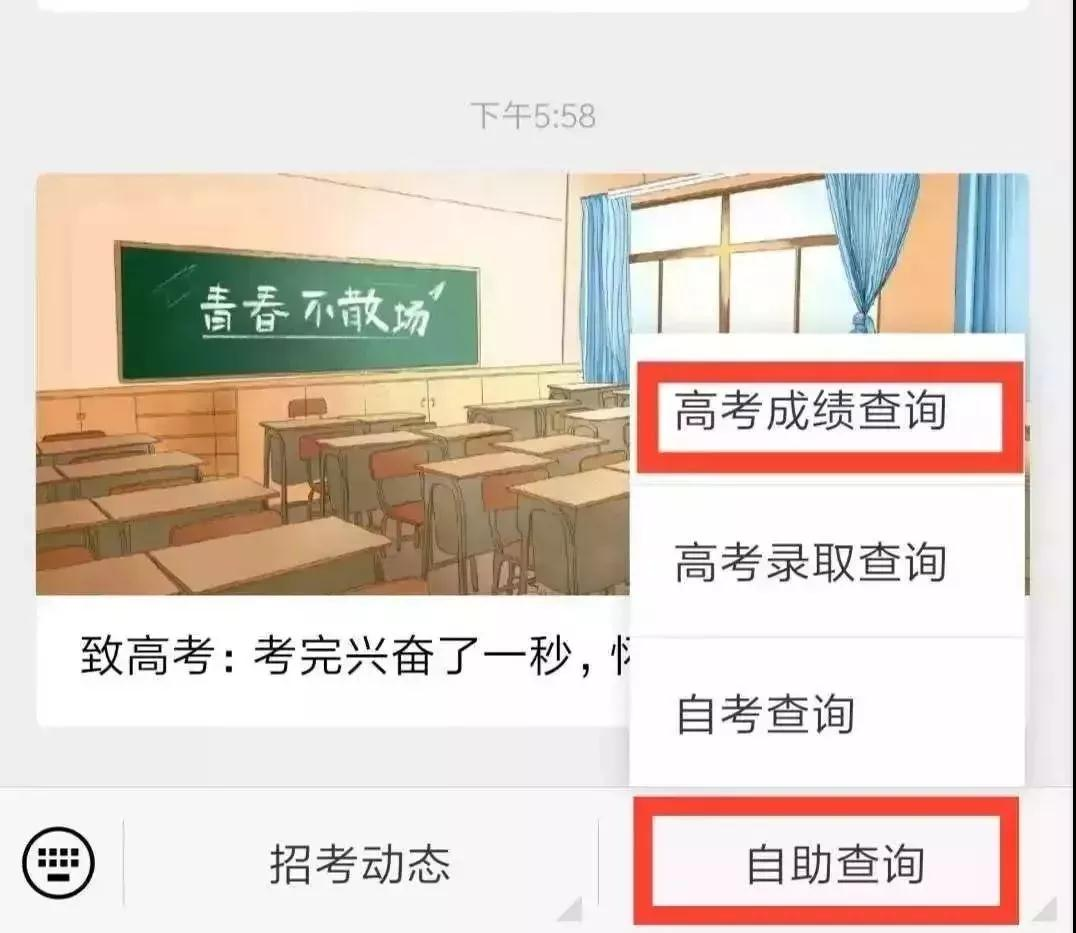 下午5:58
青春不散场
致高考：考完兴奋了一秒，
高考成绩查询
高考录取查询
自考查询
招考动态
自助查询